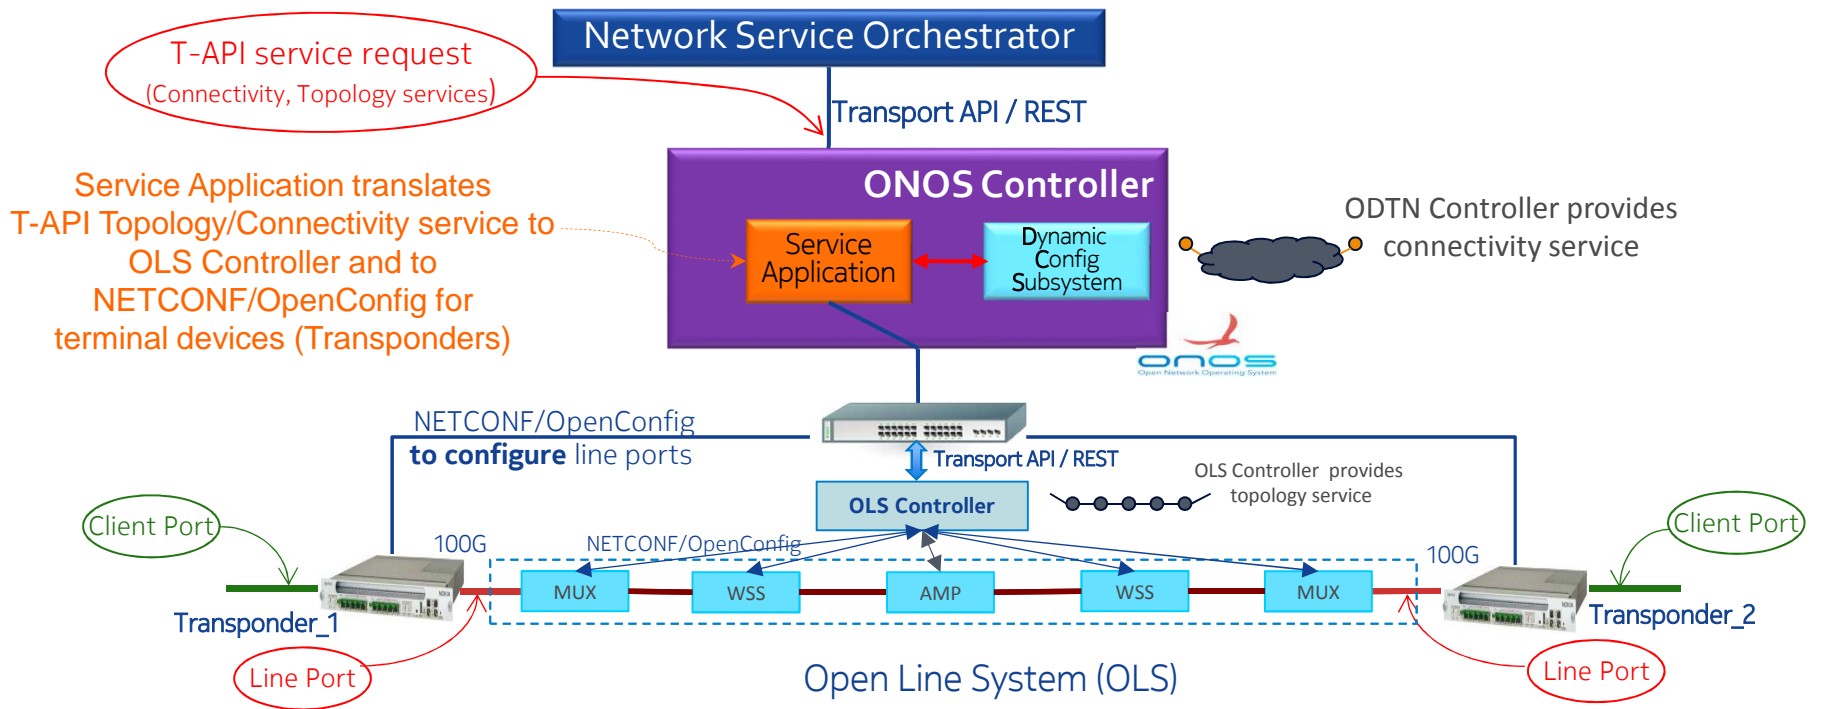 Network Service Orchestrator
T-API service request
(Connectivity, Topology services)
Transport API / REST
ONOS Controller
Service Application translates
T-API Topology/Connectivity service to
OLS Controller and to
NETCONF/OpenConfig for
terminal devices (Transponders)
Service
Application
Dynamic
Config
Subsystem
ODTN Controller provides
connectivity service
onos
Open Network Operating System
NETCONF/OpenConfig
to configure line ports
Transport API / REST
OLS Controller provides
topology service
OLS Controller
Client Port
100G
NETCONF/OpenConfig
100G
Client Port
MUX
WSS
AMP
WSS
MUX
Transponder_1
Transponder_2
Line Port
Open Line System (OLS)
Line Port